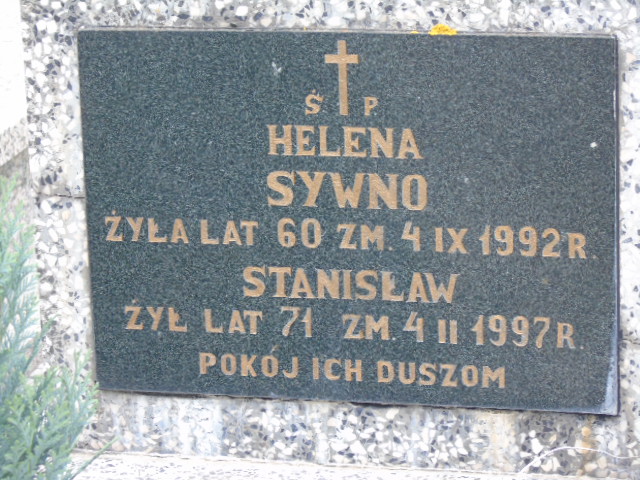 Ś P.
HELENA
SYWNO
ŻYŁA LAT 60 ZM. 4 IX 1992 R.
STANISŁAW
ŻYŁ LAT 71 ZM. 4 II 1997 R.
POKÓJ ICH DUSZOM